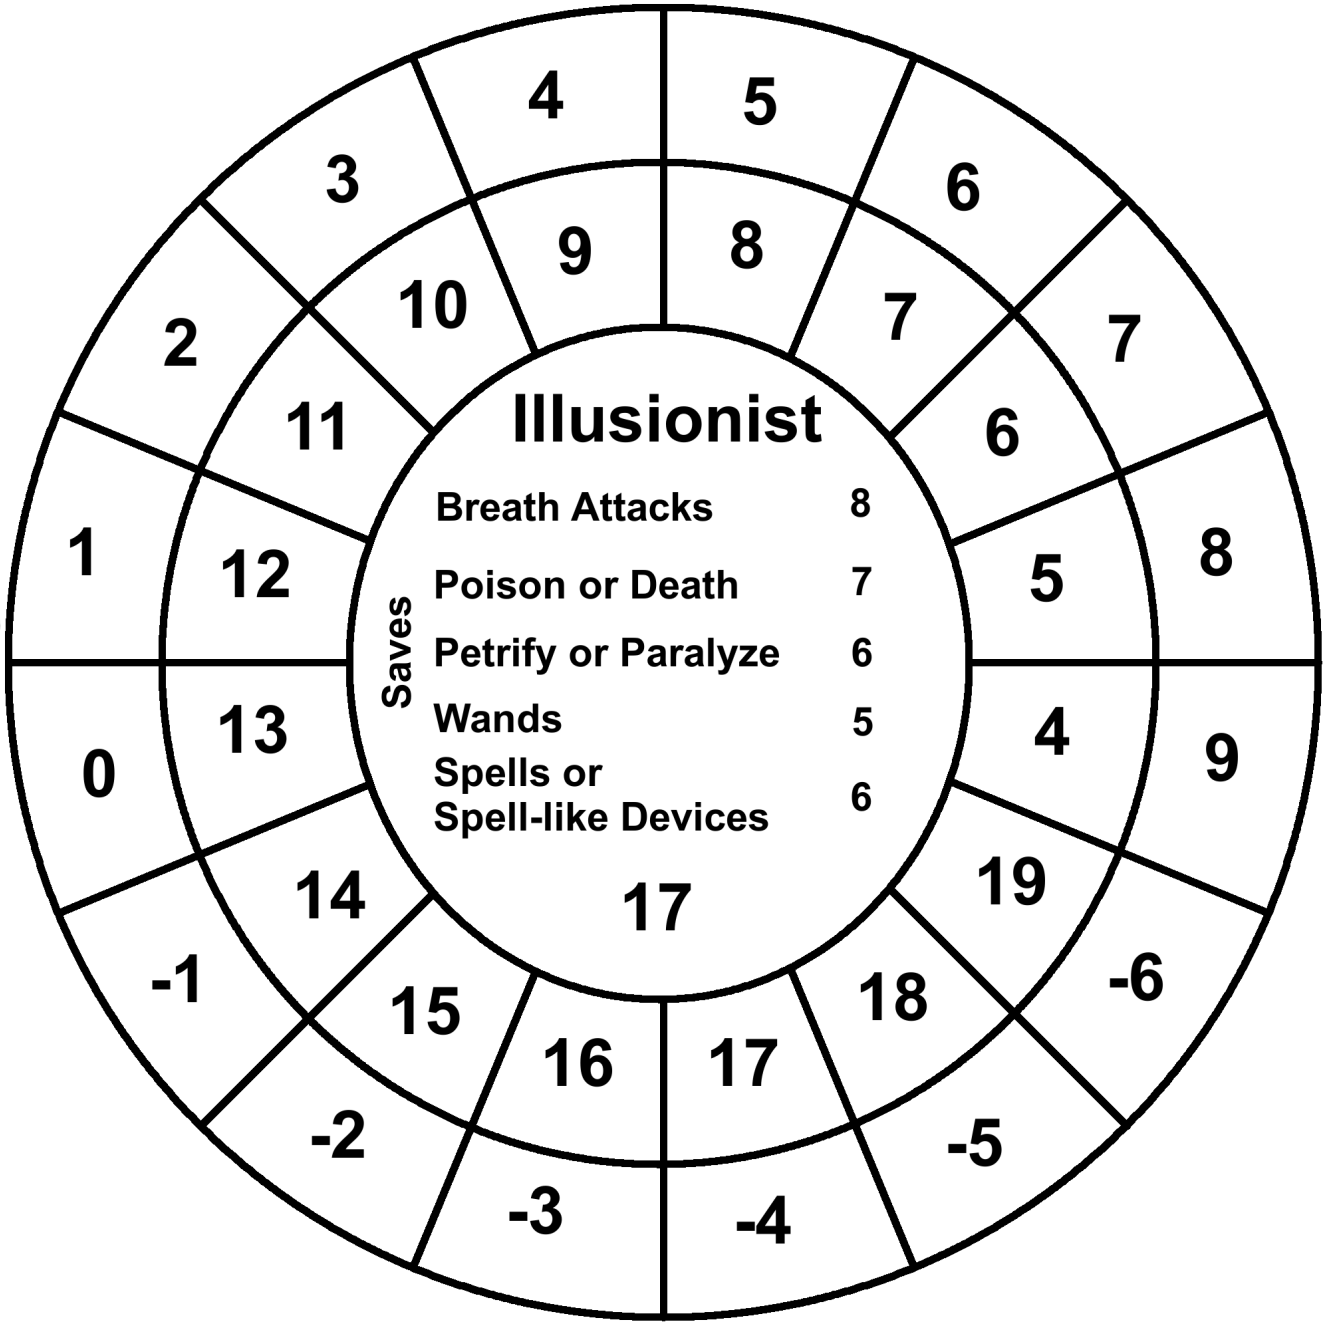 4 5
3 6
9 8
10 7
2 7
11 6
Illusionist
Breath Attacks 8
1 8
12 5
Poison or Death 7
Saves
Petrify or Paralyze 6
Wands 5
13 4
0 9
Spells or
Spell-like Devices 6
14 19
17
-1 -6
15 18
16 17
-2 -5
-3 -4